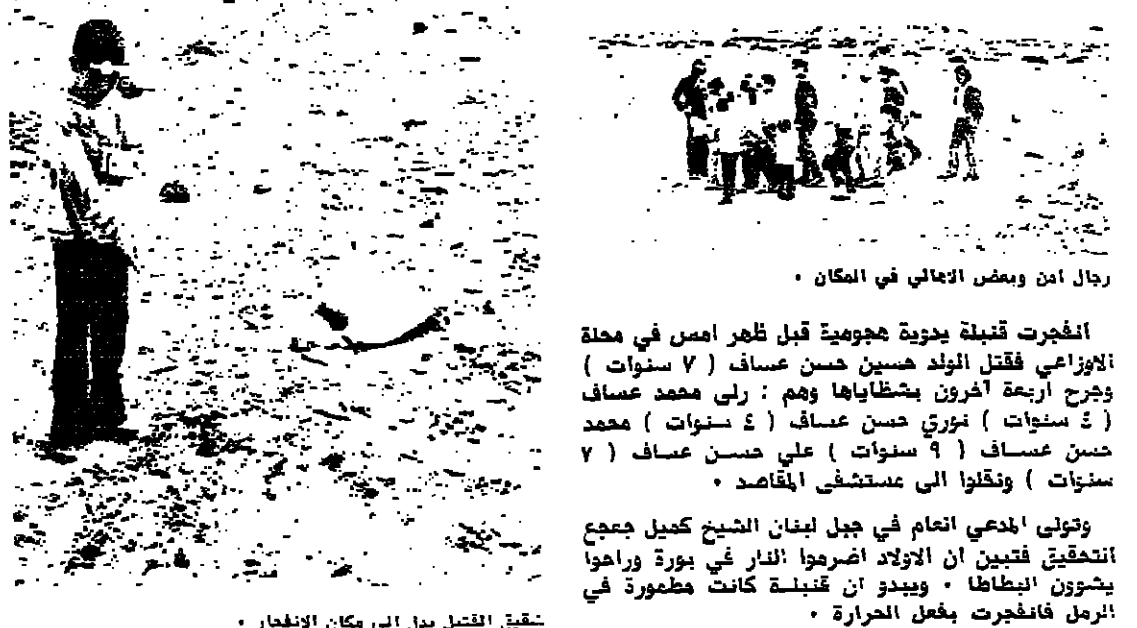 رجال امن وبعض الاهالي في المكان •
انفجرت قنبلة يدوية هجومية قبل ظهر امس في محلة
الاوزاعي فقتل الولد حسين حسن عساف ( ٧ سنوات )
وجرح اربعة آخرون بشظاياها وهم : رلى محمد عساف
( ٤ سنوات ) نورى حسن عساف ( ٤ سنوات ) محمد
حسن عساف ( ٩ سنوات ) علي حسن عساف ( ٧
سنوات ) ونقلوا الى مستشفى المقاصد •
وتولى المدعي العام في جبل لبنان الشيخ كميل جعجع
التحقيق فتبين ان الاولاد اضرموا النار في بورة وراحوا
يشوون البطاطا • ويبدو ان قنبلة كانت مطمورة في
الرمل فانفجرت بفعل الحرارة •
شقيق القتيل يدل الى مكان الانفجار •